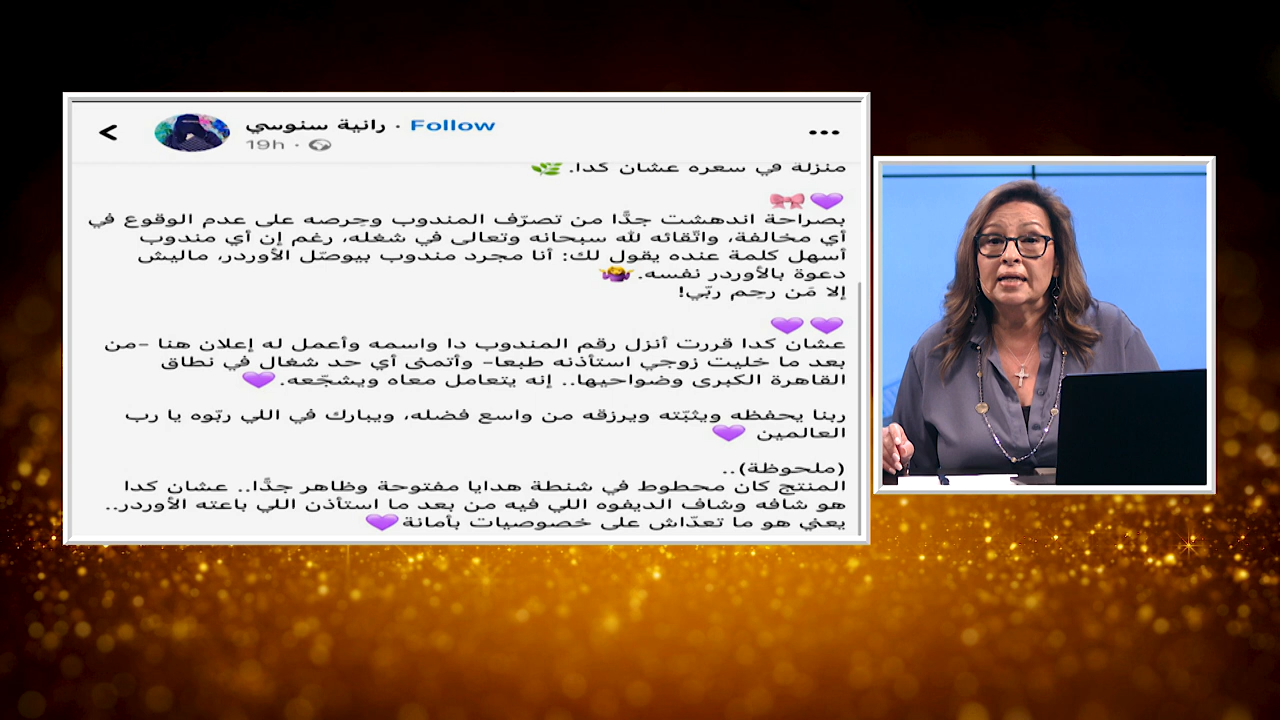 رانية سنوسي · Follow
19h ·
منزلة في سعره عشان كدا. 🌿
💜🎀
بصراحة اندهشت جدًّا من تصرّف المندوب وحِرصه على عدم الوقوع في
أي مخالفة، واتّقائه لله سبحانه وتعالى في شغله، رغم إن أي مندوب
أسهل كلمة عنده يقول لك: أنا مجرد مندوب بيوصّل الأوردر، ماليش
دعوة بالأوردر نفسه. 🤷‍♀️
إلا مَن رحِم ربّي!
💜💜
عشان كدا قررت أنزل رقم المندوب دا واسمه وأعمل له إعلان هنا -من
بعد ما خليت زوجي استأذنه طبعا- وأتمنى أي حد شغال في نطاق
القاهرة الكبرى وضواحيها.. إنه يتعامل معاه ويشجّعه. 💜
ربنا يحفظه ويثبّته ويرزقه من واسع فضله، ويبارك في اللي ربّوه يا رب
العالمين 💜
(ملحوظة)..
المنتج كان محطوط في شنطة هدايا مفتوحة وظاهر جدًّا.. عشان كدا
هو شافه وشاف الديفوه اللي فيه من بعد ما استأذن اللي باعته الأوردر..
يعني هو ما تعدّاش على خصوصيات بأمانة 💜